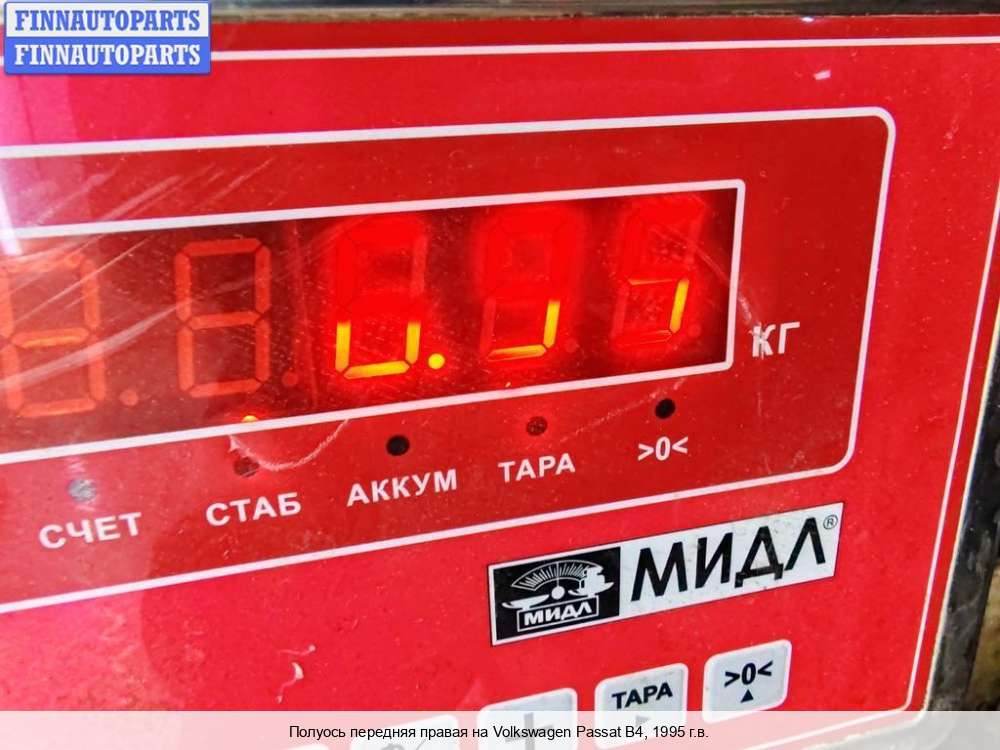 FINNAUTOPARTS
FINNAUTOPARTS
КГ
СЧЕТ СТАБ АККУМ ТАРА >0<
МИДЛ МИДЛ®
ТАРА >0<
Полуось передняя правая на Volkswagen Passat B4, 1995 г.в.